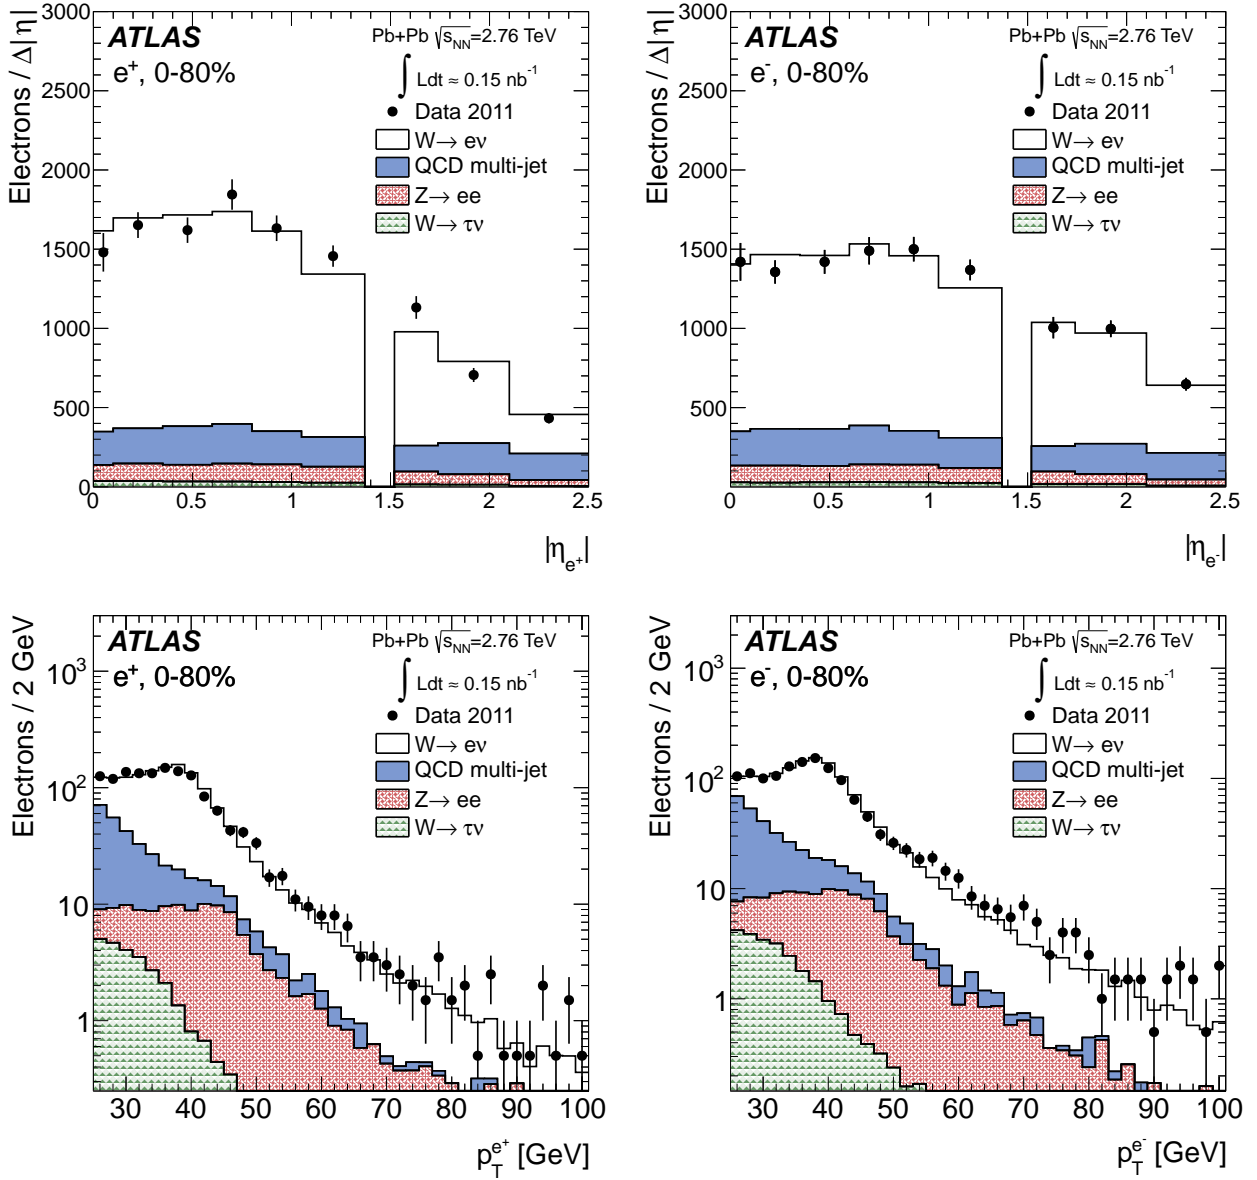 Electrons / Δ|η|
3000
2500
2000
1500
1000
500
0
ATLAS
e⁺, 0-80%
Pb+Pb √sNN=2.76 TeV
∫ Ldt ≈ 0.15 nb⁻¹
Data 2011
W→ eν
QCD multi-jet
Z→ ee
W→ τν
0 0.5 1 1.5 2 2.5
|ηe⁺|
Electrons / Δ|η|
3000
2500
2000
1500
1000
500
0
ATLAS
e⁻, 0-80%
Pb+Pb √sNN=2.76 TeV
∫ Ldt ≈ 0.15 nb⁻¹
Data 2011
W→ eν
QCD multi-jet
Z→ ee
W→ τν
0 0.5 1 1.5 2 2.5
|ηe⁻|
Electrons / 2 GeV
10³
10²
10
1
ATLAS
e⁺, 0-80%
Pb+Pb √sNN=2.76 TeV
∫ Ldt ≈ 0.15 nb⁻¹
Data 2011
W→ eν
QCD multi-jet
Z→ ee
W→ τν
30 40 50 60 70 80 90 100
pTe⁺ [GeV]
Electrons / 2 GeV
10³
10²
10
1
ATLAS
e⁻, 0-80%
Pb+Pb √sNN=2.76 TeV
∫ Ldt ≈ 0.15 nb⁻¹
Data 2011
W→ eν
QCD multi-jet
Z→ ee
W→ τν
30 40 50 60 70 80 90 100
pTe⁻ [GeV]